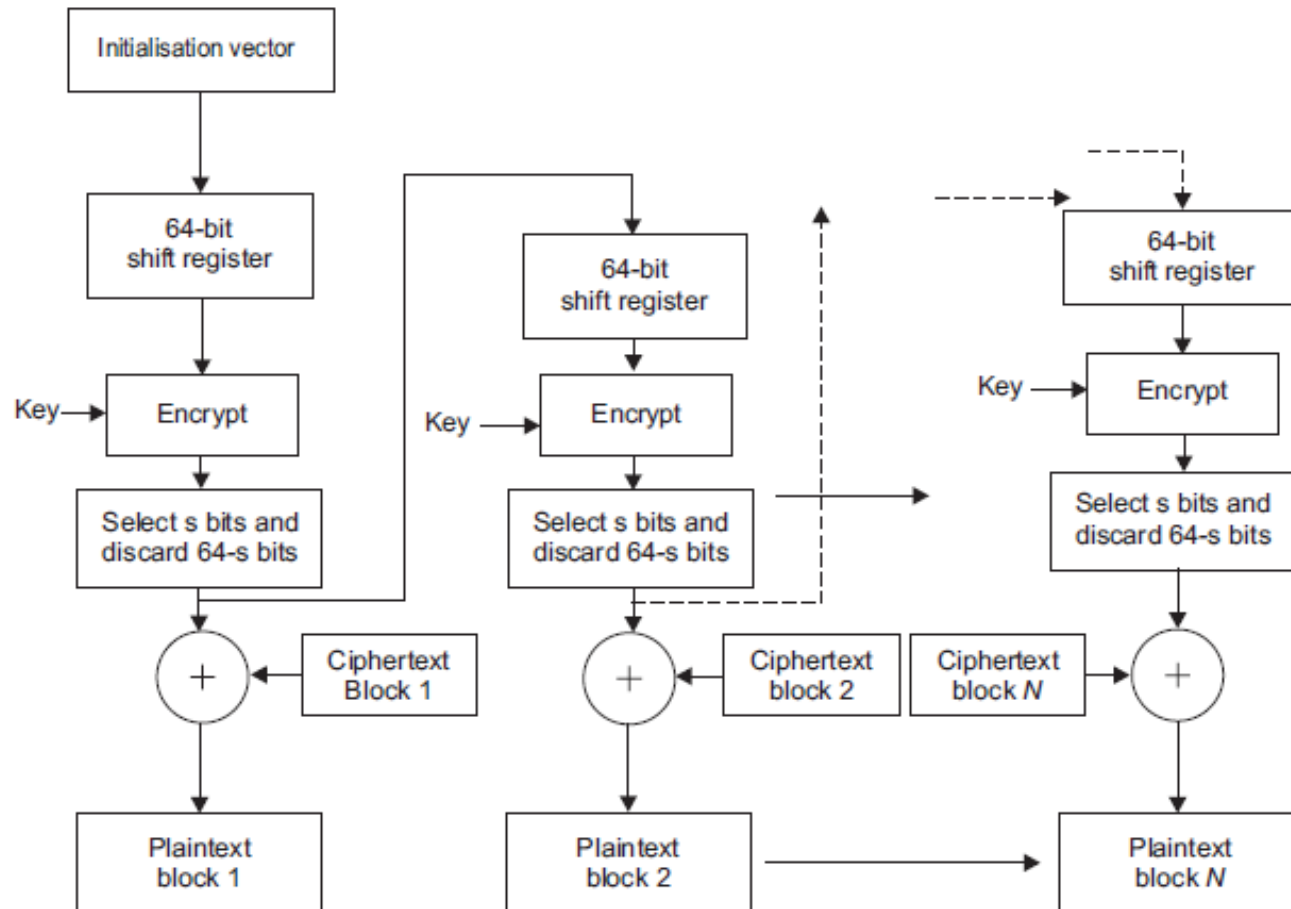 Initialisation vector
64-bit
shift register
64-bit
shift register
64-bit
shift register
Key
Encrypt
Key
Encrypt
Key
Encrypt
Select s bits and
discard 64-s bits
Select s bits and
discard 64-s bits
Select s bits and
discard 64-s bits
+
Ciphertext
Block 1
+
Ciphertext
block 2
Ciphertext
block N
+
Plaintext
block 1
Plaintext
block 2
Plaintext
block N